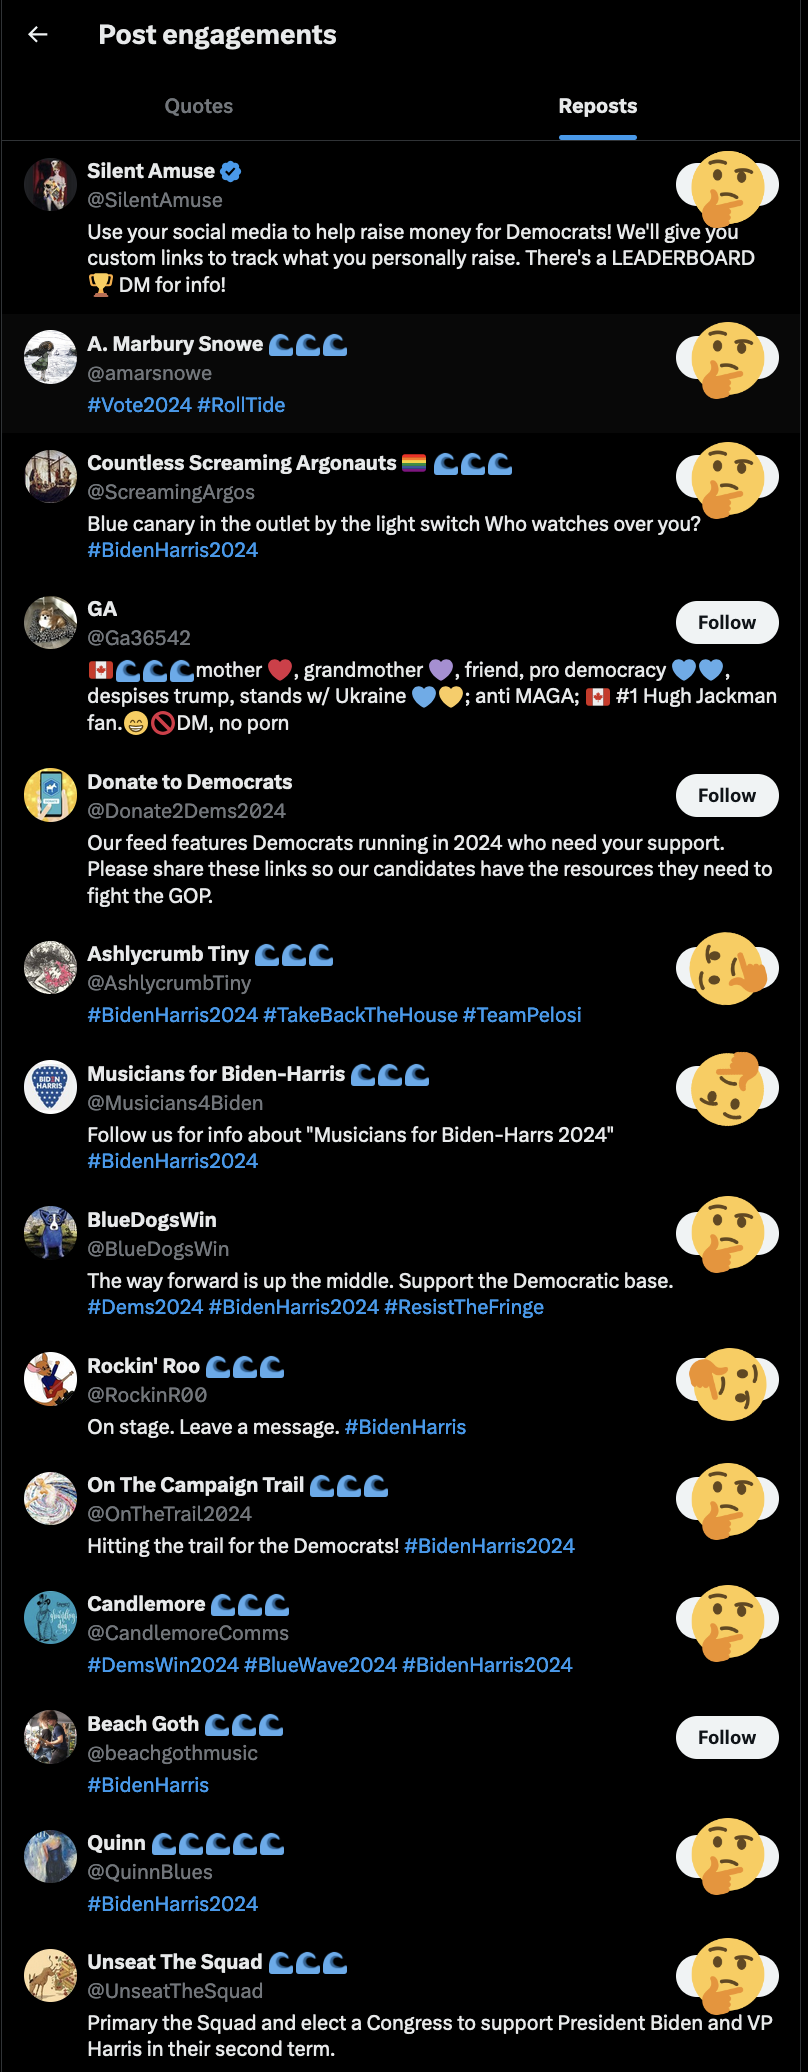 Post engagements
Quotes
Reposts
Silent Amuse
@SilentAmuse
Use your social media to help raise money for Democrats! We'll give you
custom links to track what you personally raise. There's a LEADERBOARD
🏆 DM for info!
A. Marbury Snowe 🌊🌊🌊
@amarsnowe
#Vote2024 #RollTide
Countless Screaming Argonauts 🏳️‍🌈 🌊🌊🌊
@ScreamingArgos
Blue canary in the outlet by the light switch Who watches over you?
#BidenHarris2024
GA
@Ga36542
Follow
🇨🇦🌊🌊🌊mother ❤️, grandmother 💜, friend, pro democracy 💙💙,
despises trump, stands w/ Ukraine 💙💛; anti MAGA; 🇨🇦 #1 Hugh Jackman
fan.😁🚫DM, no porn
Donate to Democrats
@Donate2Dems2024
Follow
Our feed features Democrats running in 2024 who need your support.
Please share these links so our candidates have the resources they need to
fight the GOP.
Ashlycrumb Tiny 🌊🌊🌊
@AshlycrumbTiny
#BidenHarris2024 #TakeBackTheHouse #TeamPelosi
BIDEN
HARRIS
Musicians for Biden-Harris 🌊🌊🌊
@Musicians4Biden
Follow us for info about "Musicians for Biden-Harrs 2024"
#BidenHarris2024
BlueDogsWin
@BlueDogsWin
The way forward is up the middle. Support the Democratic base.
#Dems2024 #BidenHarris2024 #ResistTheFringe
Rockin' Roo 🌊🌊🌊
@RockinR00
On stage. Leave a message. #BidenHarris
On The Campaign Trail 🌊🌊🌊
@OnTheTrail2024
Hitting the trail for the Democrats! #BidenHarris2024
Candlemore 🌊🌊🌊
@CandlemoreComms
#DemsWin2024 #BlueWave2024 #BidenHarris2024
Beach Goth 🌊🌊🌊
@beachgothmusic
Follow
#BidenHarris
Quinn 🌊🌊🌊🌊🌊
@QuinnBlues
#BidenHarris2024
Unseat The Squad 🌊🌊🌊
@UnseatTheSquad
Primary the Squad and elect a Congress to support President Biden and VP
Harris in their second term.